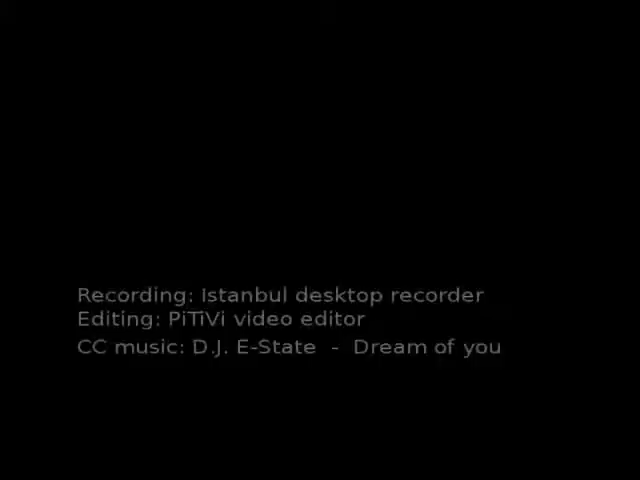 Recording: Istanbul desktop recorder
Editing: PiTiVi video editor
CC music: D.J. E-State - Dream of you